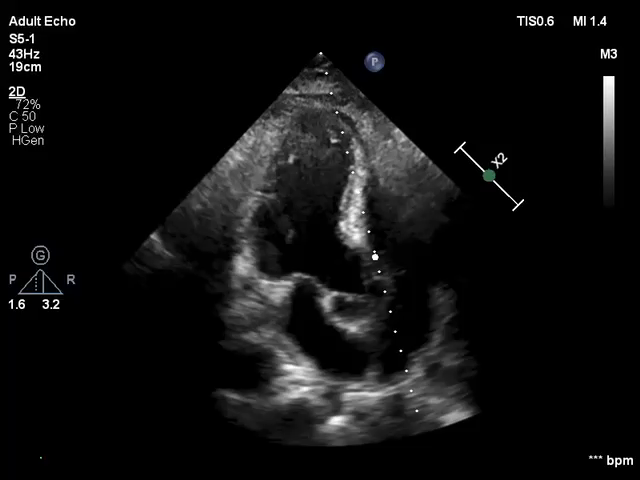 Adult Echo
TIS0.6 MI 1.4
S5-1
43Hz
19cm
M3
2D
72%
C 50
P Low
HGen
P
X2
G
P R
1.6 3.2
*** bpm